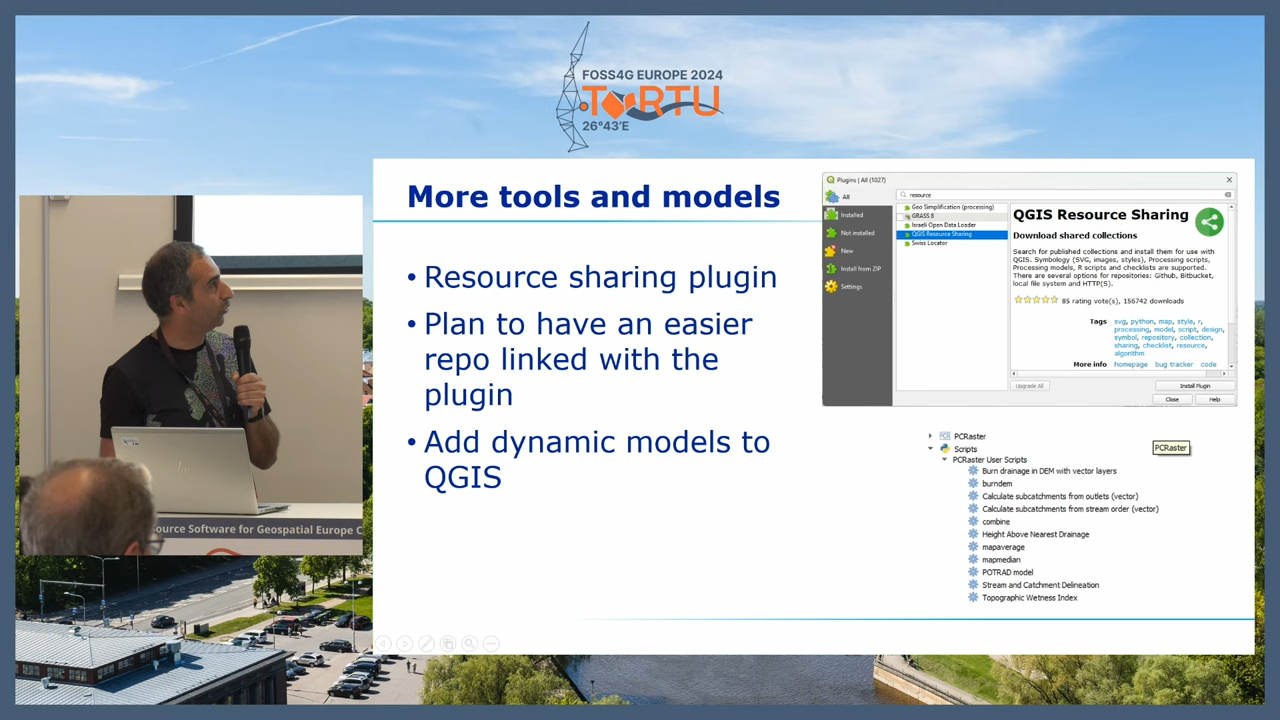 FOSS4G EUROPE 2024
TORTU
26°43'E
More tools and models
• Resource sharing plugin
• Plan to have an easier
repo linked with the
plugin
• Add dynamic models to
QGIS
Plugins | All (1027)
All
Installed
Not installed
New
Install from ZIP
Settings
resource
Geo Simplification (processing)
GRASS 8
Israeli Open Data Loader
QGIS Resource Sharing
Swiss Locator
QGIS Resource Sharing
Download shared collections
Search for published collections and install them for use with
QGIS. Symbology (SVG, images, styles), Processing scripts,
Processing models, R scripts and checklists are supported.
There are several options for repositories: Github, Bitbucket,
local file system and HTTP(S).
85 rating vote(s), 156742 downloads
Tags svg, python, map, style, r,
processing, model, script, design,
symbol, repository, collection,
sharing, checklist, resource,
algorithm
More info homepage bug tracker code
Upgrade All
Install Plugin
Close
Help
PCRaster
Scripts
PCRaster
PCRaster User Scripts
Burn drainage in DEM with vector layers
burndem
Calculate subcatchments from outlets (vector)
Calculate subcatchments from stream order (vector)
combine
Height Above Nearest Drainage
mapaverage
mapmedian
POTRAD model
Stream and Catchment Delineation
Topographic Wetness Index
ource Software for Geospatial Europe C